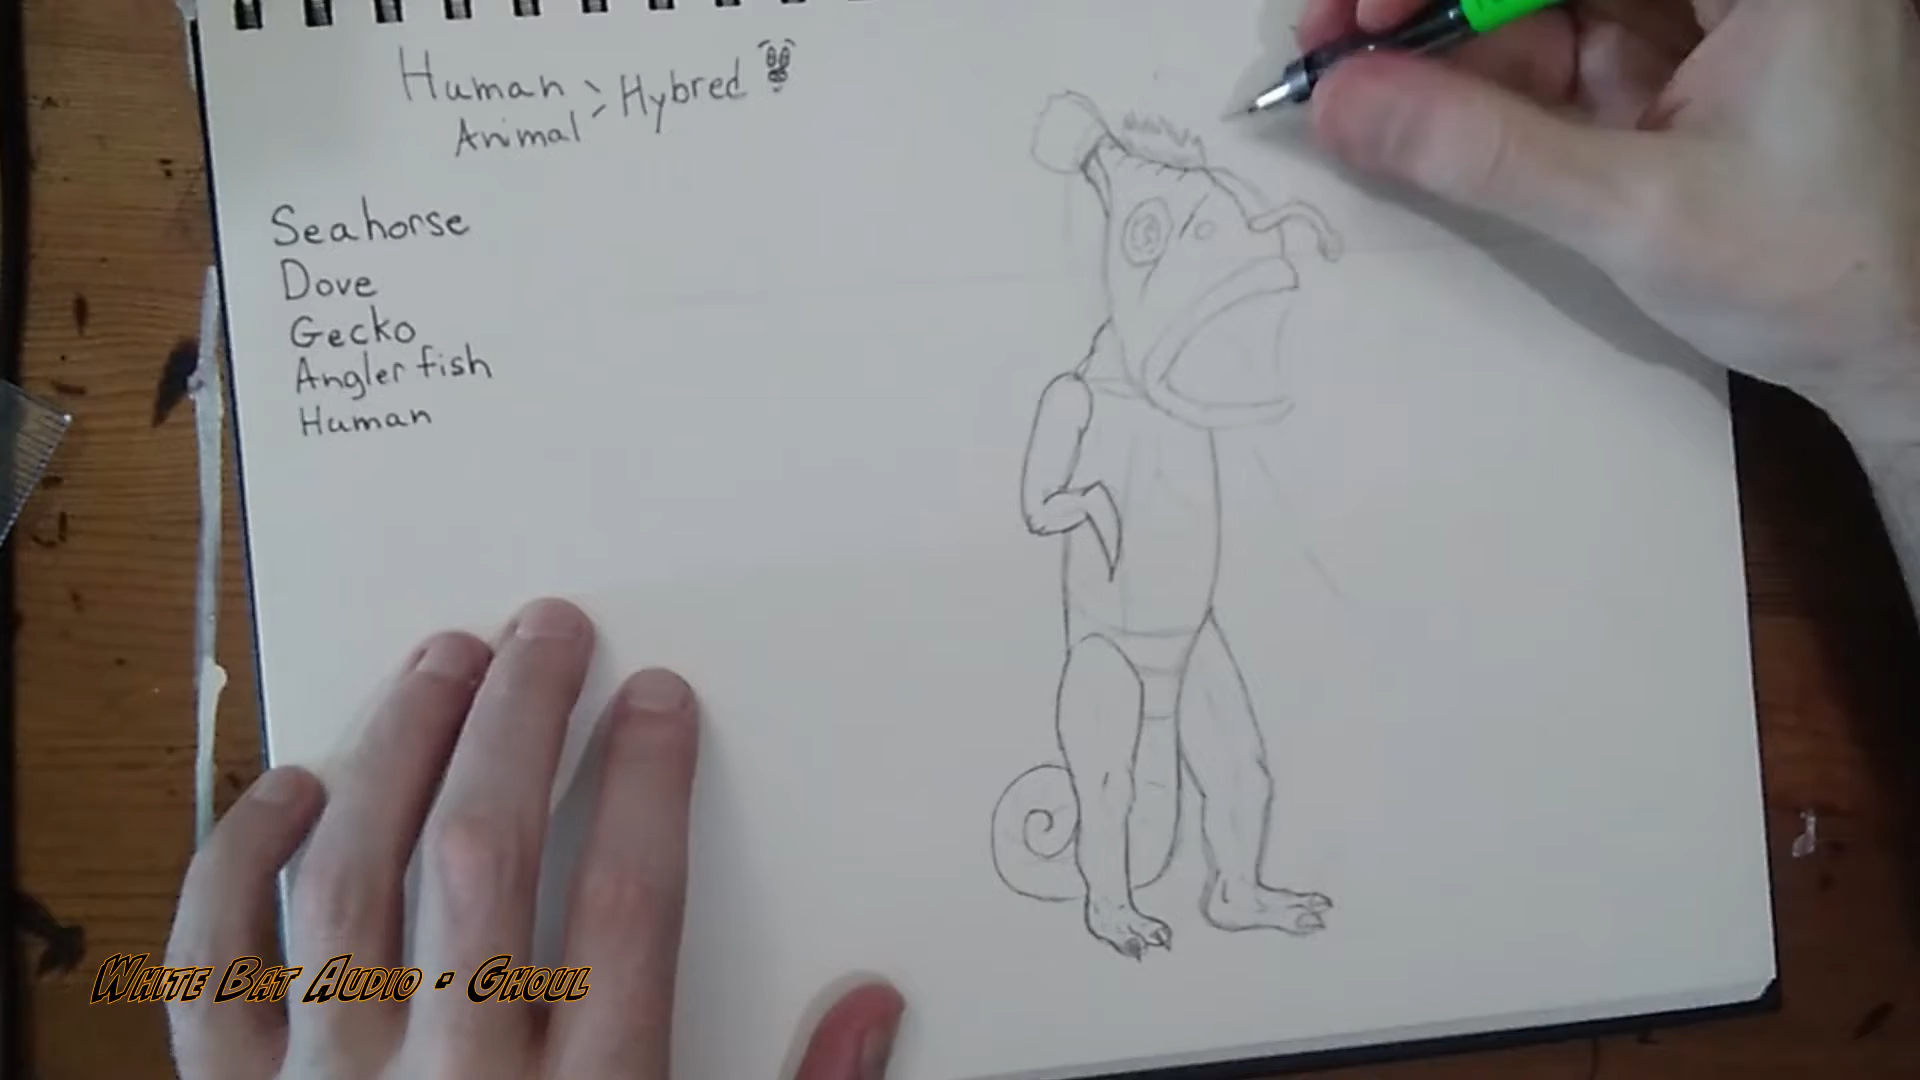 Human
Animal > Hybred
Seahorse
Dove
Gecko
Angler fish
Human
White Bat Audio - Ghoul